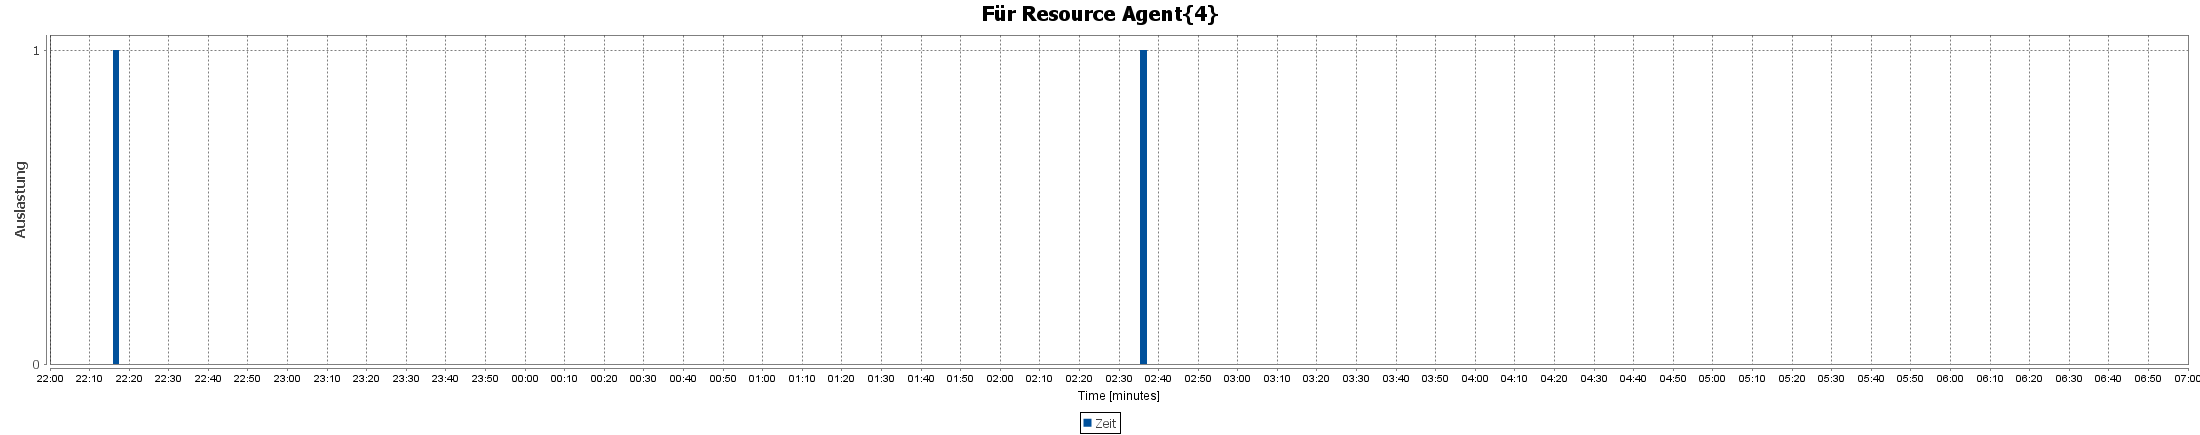 Für Resource Agent{4}
1
Auslastung
0
22:00 22:10 22:20 22:30 22:40 22:50 23:00 23:10 23:20 23:30 23:40 23:50 00:00 00:10 00:20 00:30 00:40 00:50 01:00 01:10 01:20 01:30 01:40 01:50 02:00 02:10 02:20 02:30 02:40 02:50 03:00 03:10 03:20 03:30 03:40 03:50 04:00 04:10 04:20 04:30 04:40 04:50 05:00 05:10 05:20 05:30 05:40 05:50 06:00 06:10 06:20 06:30 06:40 06:50 07:00
Time [minutes]
Zeit